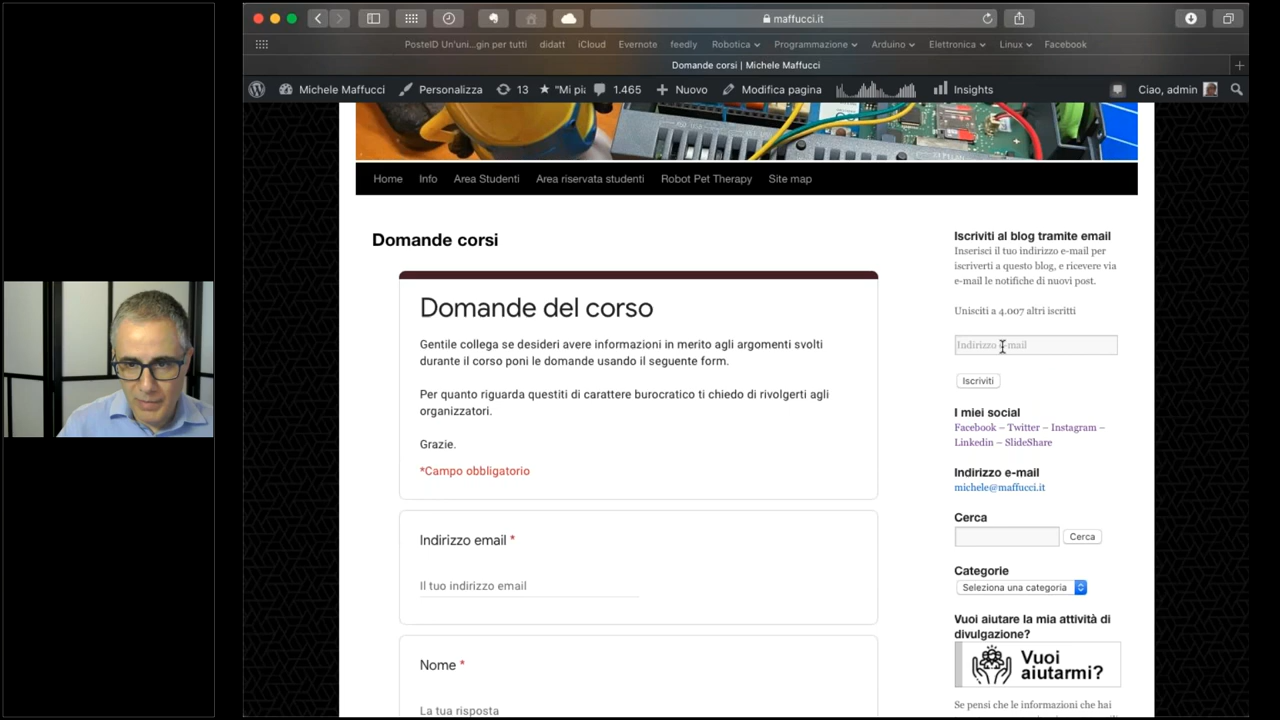 maffucci.it
PosteID Un'uni...gin per tutti didatt iCloud Evernote feedly Robotica Programmazione Arduino Elettronica Linux Facebook
Domande corsi | Michele Maffucci
Michele Maffucci Personalizza 13 "Mi pi 1.465 Nuovo Modifica pagina Insights Ciao, admin
Home Info Area Studenti Area riservata studenti Robot Pet Therapy Site map
Domande corsi
Domande del corso
Gentile collega se desideri avere informazioni in merito agli argomenti svolti
durante il corso poni le domande usando il seguente form.
Per quanto riguarda questiti di carattere burocratico ti chiedo di rivolgerti agli
organizzatori.
Grazie.
*Campo obbligatorio
Indirizzo email *
Il tuo indirizzo email
Nome *
La tua risposta
Iscriviti al blog tramite email
Inserisci il tuo indirizzo e-mail per
iscriverti a questo blog, e ricevere via
e-mail le notifiche di nuovi post.
Unisciti a 4.007 altri iscritti
Indirizzo e-mail
Iscriviti
I miei social
Facebook – Twitter – Instagram –
Linkedin – SlideShare
Indirizzo e-mail
michele@maffucci.it
Cerca
Cerca
Categorie
Seleziona una categoria
Vuoi aiutare la mia attività di
divulgazione?
Vuoi
aiutarmi?
Se pensi che le informazioni che hai